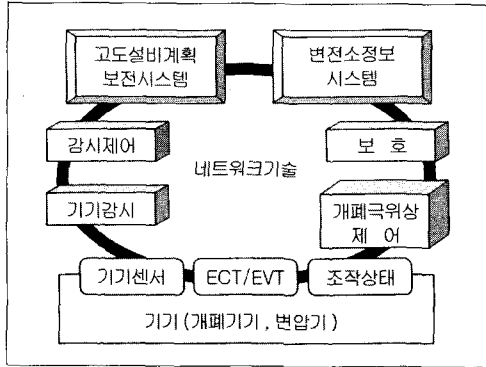 고도설비계획
보전시스템
변전소정보
시스템
감시제어
보 호
네트워크기술
기기감시
개폐극위상
제 어
기기센서
ECT/EVT
조작상태
기기 (개폐기기 , 변압기 )